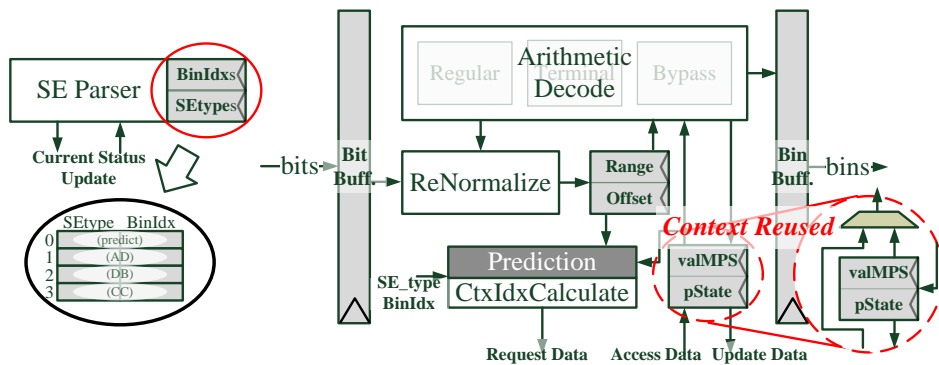 SE Parser
BinIdxs
SEtypes
Current Status
Update
SEtype BinIdx
0 (predict)
1 (AD)
2 (DB)
3 (CC)
bits
Bit
Buff.
Arithmetic
Decode
Regular
Terminal
Bypass
ReNormalize
Range
Offset
Prediction
CtxIdxCalculate
SE_type
BinIdx
Request Data
Context Reused
valMPS
pState
Access Data
Update Data
Bin
Buff.
bins
valMPS
pState